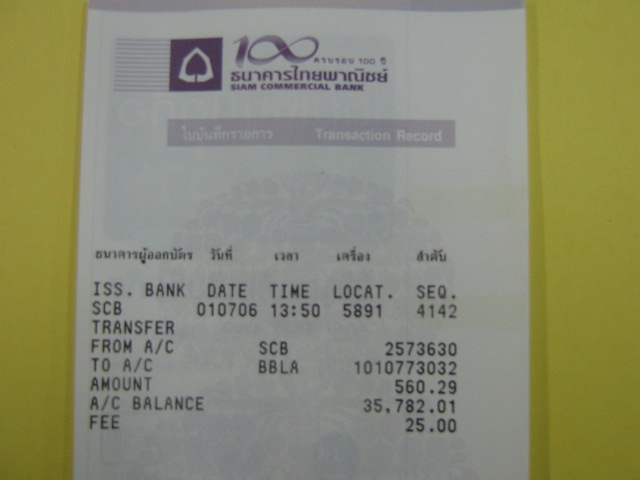 100 ครบรอบ 100 ปี
ธนาคารไทยพาณิชย์
SIAM COMMERCIAL BANK
ใบบันทึกรายการ Transaction Record
ธนาคารผู้ออกบัตร วันที่ เวลา เครื่อง ลำดับ
ISS. BANK DATE TIME LOCAT. SEQ.
SCB 010706 13:50 5891 4142
TRANSFER
FROM A/C SCB 2573630
TO A/C BBLA 1010773032
AMOUNT 560.29
A/C BALANCE 35,782.01
FEE 25.00